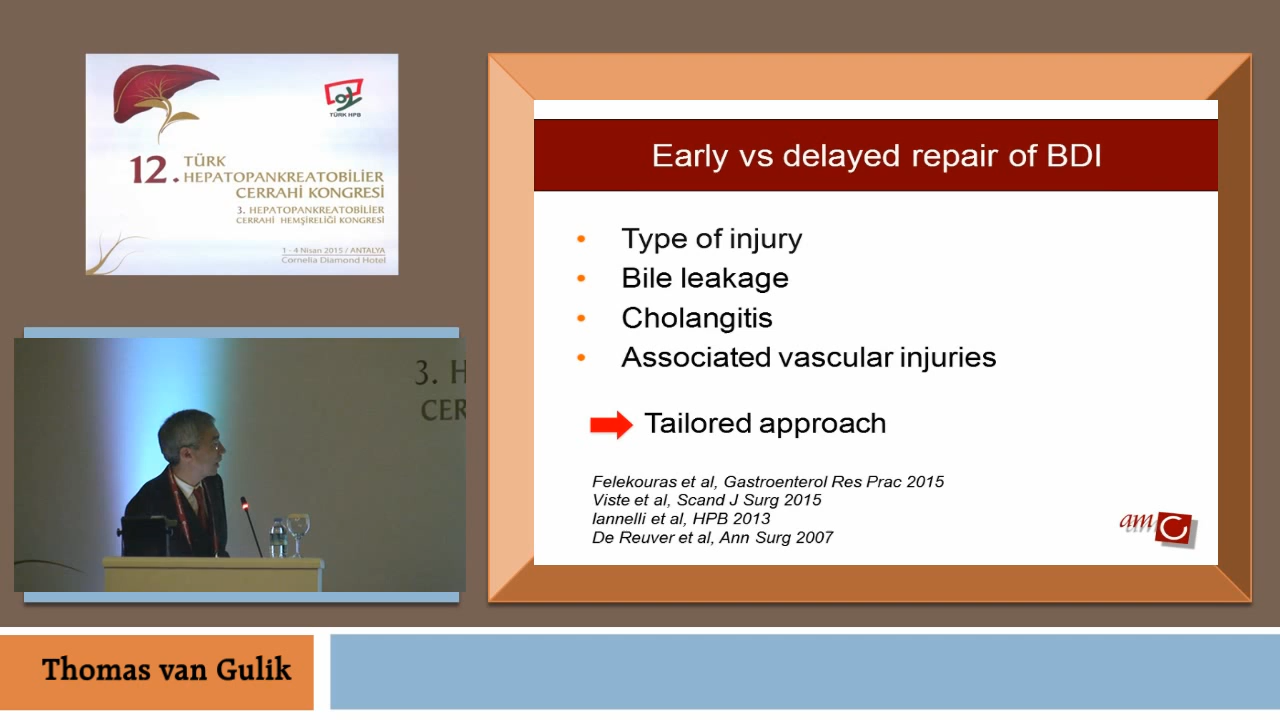 TÜRK HPB
12. TÜRK
HEPATOPANKREATOBİLİER
CERRAHİ KONGRESİ
3. HEPATOPANKREATOBİLİER
CERRAHİ HEMŞİRELİĞİ KONGRESİ
1 - 4 Nisan 2015 / ANTALYA
Cornelia Diamond Hotel
3. H
CER
Early vs delayed repair of BDI
• Type of injury
• Bile leakage
• Cholangitis
• Associated vascular injuries
Tailored approach
Felekouras et al, Gastroenterol Res Prac 2015
Viste et al, Scand J Surg 2015
Iannelli et al, HPB 2013
De Reuver et al, Ann Surg 2007
amc
Thomas van Gulik